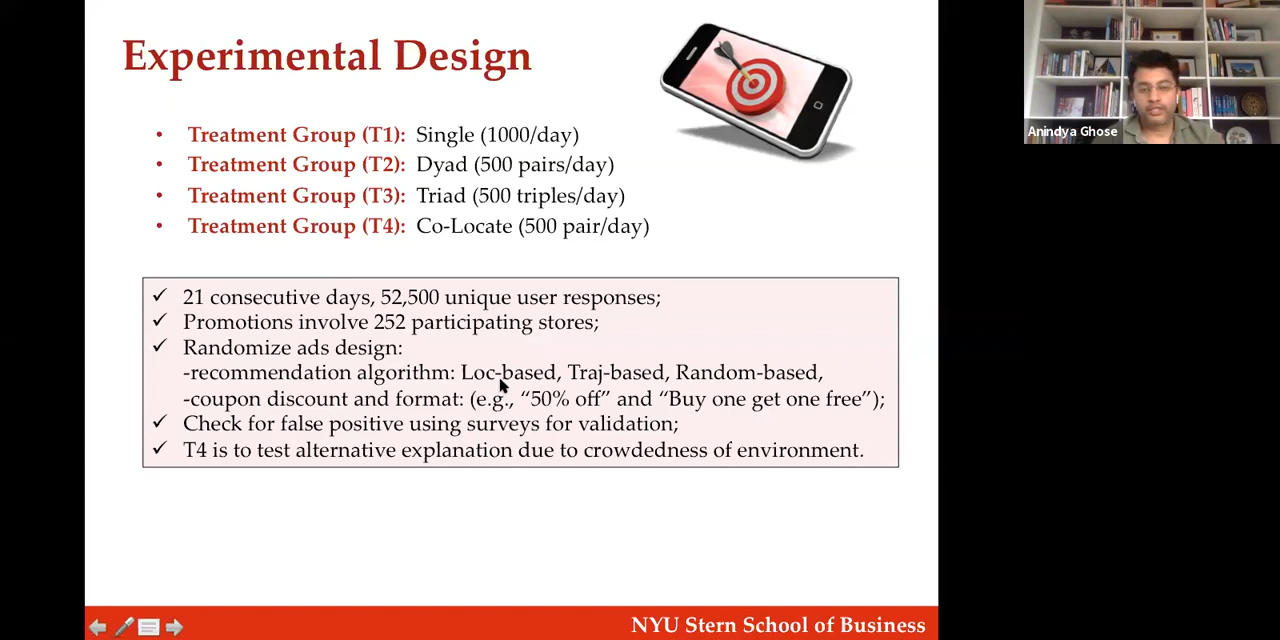 Experimental Design
• Treatment Group (T1): Single (1000/day)
• Treatment Group (T2): Dyad (500 pairs/day)
• Treatment Group (T3): Triad (500 triples/day)
• Treatment Group (T4): Co-Locate (500 pair/day)
✓ 21 consecutive days, 52,500 unique user responses;
✓ Promotions involve 252 participating stores;
✓ Randomize ads design:
-recommendation algorithm: Loc-based, Traj-based, Random-based,
-coupon discount and format: (e.g., “50% off” and “Buy one get one free”);
✓ Check for false positive using surveys for validation;
✓ T4 is to test alternative explanation due to crowdedness of environment.
NYU Stern School of Business
Anindya Ghose